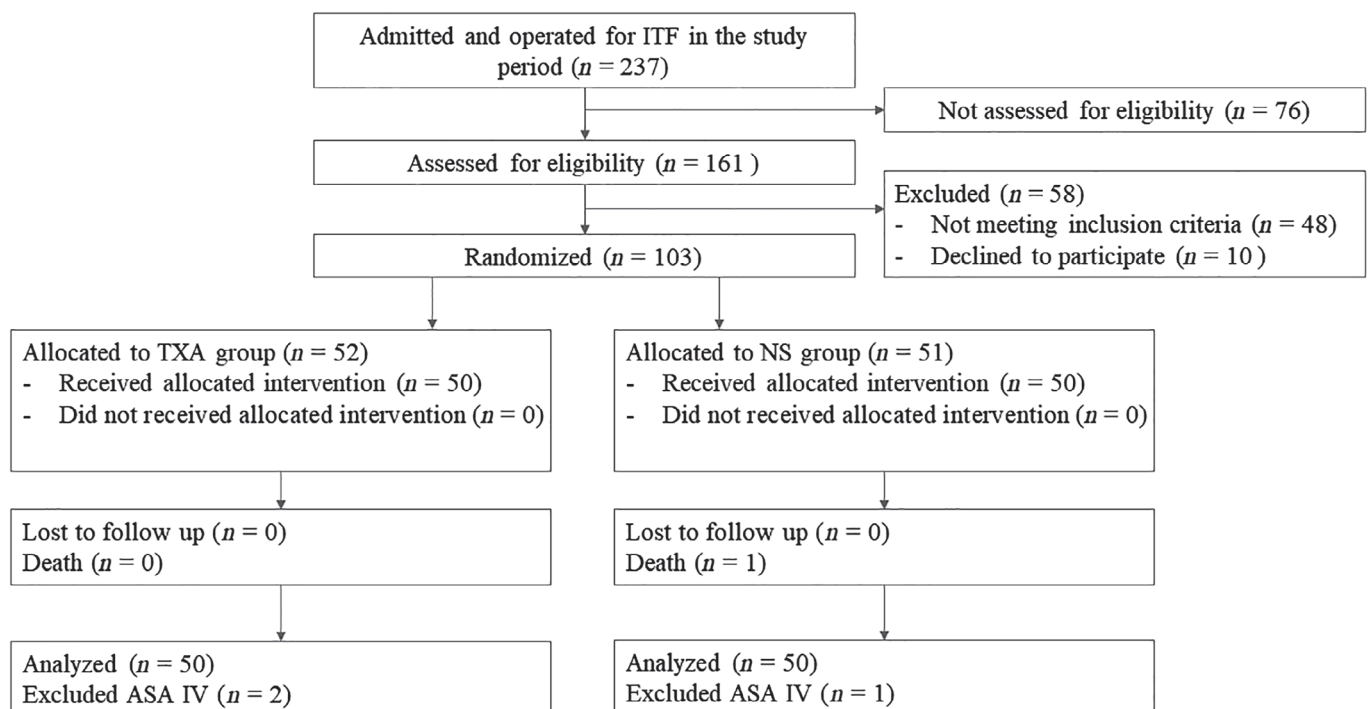 Admitted and operated for ITF in the study
period (n = 237)
Not assessed for eligibility (n = 76)
Assessed for eligibility (n = 161 )
Excluded (n = 58)
- Not meeting inclusion criteria (n = 48)
- Declined to participate (n = 10 )
Randomized (n = 103)
Allocated to TXA group (n = 52)
- Received allocated intervention (n = 50)
- Did not received allocated intervention (n = 0)
Allocated to NS group (n = 51)
- Received allocated intervention (n = 50)
- Did not received allocated intervention (n = 0)
Lost to follow up (n = 0)
Death (n = 0)
Lost to follow up (n = 0)
Death (n = 1)
Analyzed (n = 50)
Excluded ASA IV (n = 2)
Analyzed (n = 50)
Excluded ASA IV (n = 1)